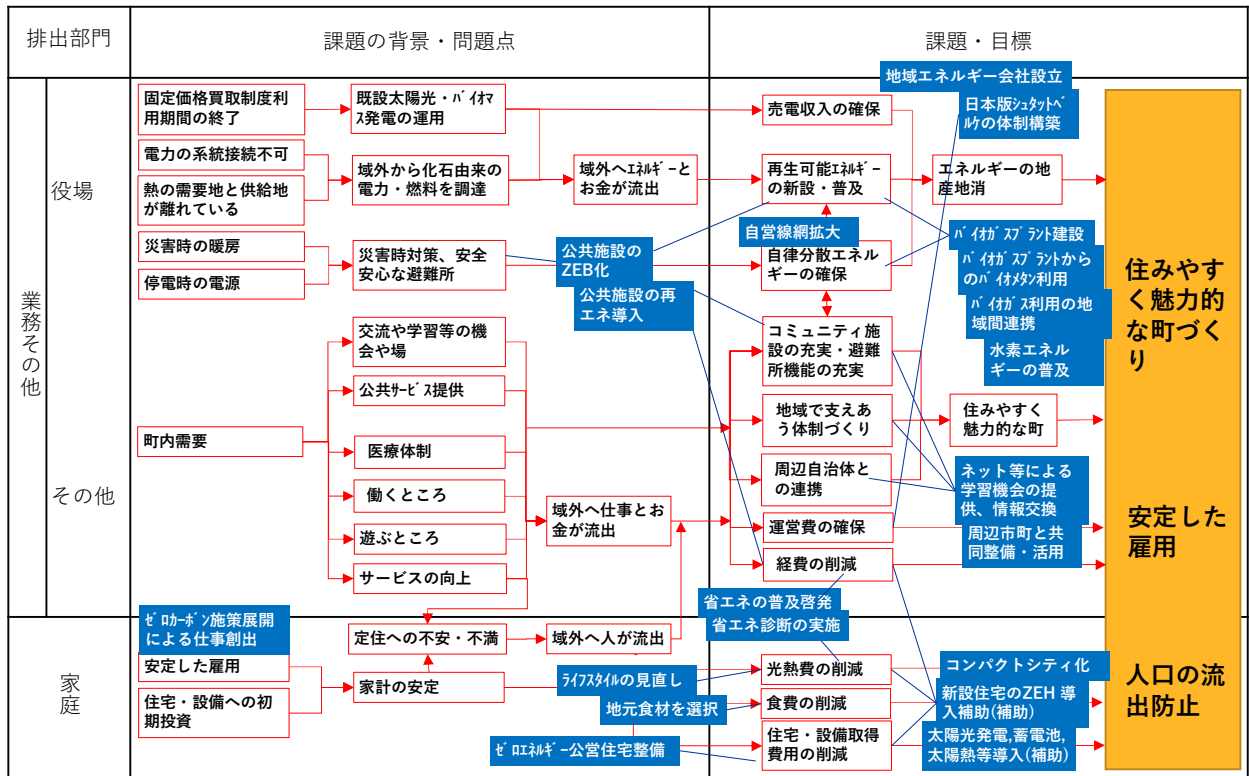 排出部門
課題の背景・問題点
課題・目標
業務その他
役場
その他
家庭
固定価格買取制度利
用期間の終了
既設太陽光・ﾊﾞｲｵﾏ
ｽ発電の運用
電力の系統接続不可
熱の需要地と供給地
が離れている
域外から化石由来の
電力・燃料を調達
域外へｴﾈﾙｷﾞｰと
お金が流出
災害時の暖房
停電時の電源
災害時対策、安全
安心な避難所
交流や学習等の機
会や場
公共ｻｰﾋﾞｽ提供
町内需要
医療体制
働くところ
遊ぶところ
サービスの向上
域外へ仕事とお
金が流出
ｾﾞﾛｶｰﾎﾞﾝ施策展開
による仕事創出
安定した雇用
住宅・設備への初
期投資
定住への不安・不満
家計の安定
域外へ人が流出
地域エネルギー会社設立
日本版ｼｭﾀｯﾄﾍﾞ
ﾙｹの体制構築
売電収入の確保
再生可能ｴﾈﾙｷﾞｰ
の新設・普及
エネルギーの地
産地消
自営線網拡大
公共施設の
ZEB化
公共施設の再
エネ導入
自律分散エネル
ギーの確保
ﾊﾞｲｵｶﾞｽﾌﾟﾗﾝﾄ建設
ﾊﾞｲｵｶﾞｽﾌﾟﾗﾝﾄから
のﾊﾞｲｵﾒﾀﾝ利用
ﾊﾞｲｵｶﾞｽ利用の地
域間連携
水素エネル
ギーの普及
コミュニティ施
設の充実・避難
所機能の充実
地域で支えあ
う体制づくり
住みやすく
魅力的な町
周辺自治体と
の連携
ネット等による
学習機会の提
供、情報交換
運営費の確保
周辺市町と共
同整備・活用
経費の削減
省エネの普及啓発
省エネ診断の実施
ﾗｲﾌｽﾀｲﾙの見直し
光熱費の削減
コンパクトシティ化
地元食材を選択
食費の削減
新設住宅のZEH 導
入補助(補助)
ｾﾞﾛｴﾈﾙｷﾞｰ公営住宅整備
住宅・設備取得
費用の削減
太陽光発電,蓄電池,
太陽熱等導入(補助)
住みやす
く魅力的
な町づく
り
安定した
雇用
人口の流
出防止